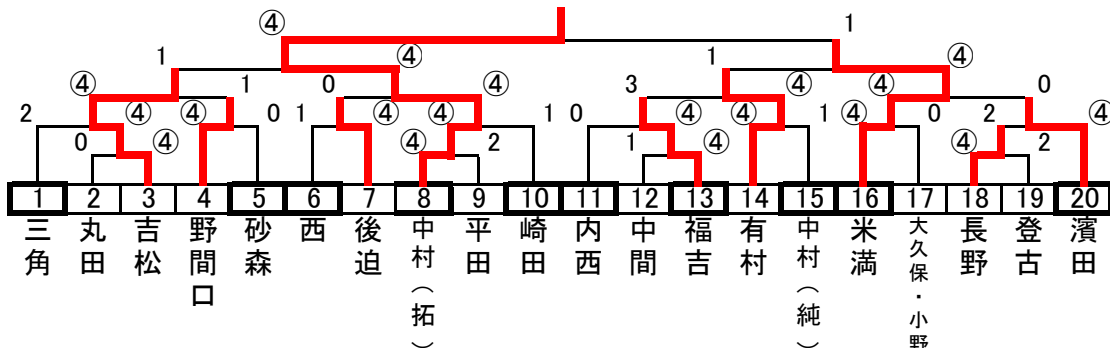 ④ 1
1 ④ 1 ④
④ 1 0 ④ 3 ④ ④ 0
2 ④ ④ 0 1 ④ 1 0 ④ ④ 1 ④ 0 2 ④
0 ④ 2 1 ④ ④ 2
1 2 3 4 5 6 7 8 9 10 11 12 13 14 15 16 17 18 19 20
三角
丸田
吉松
野間口
砂森
西
後迫
中村(拓)
平田
崎田
内西
中間
福吉
有村
中村(純)
米満
大久保・小野
長野
登古
濱田